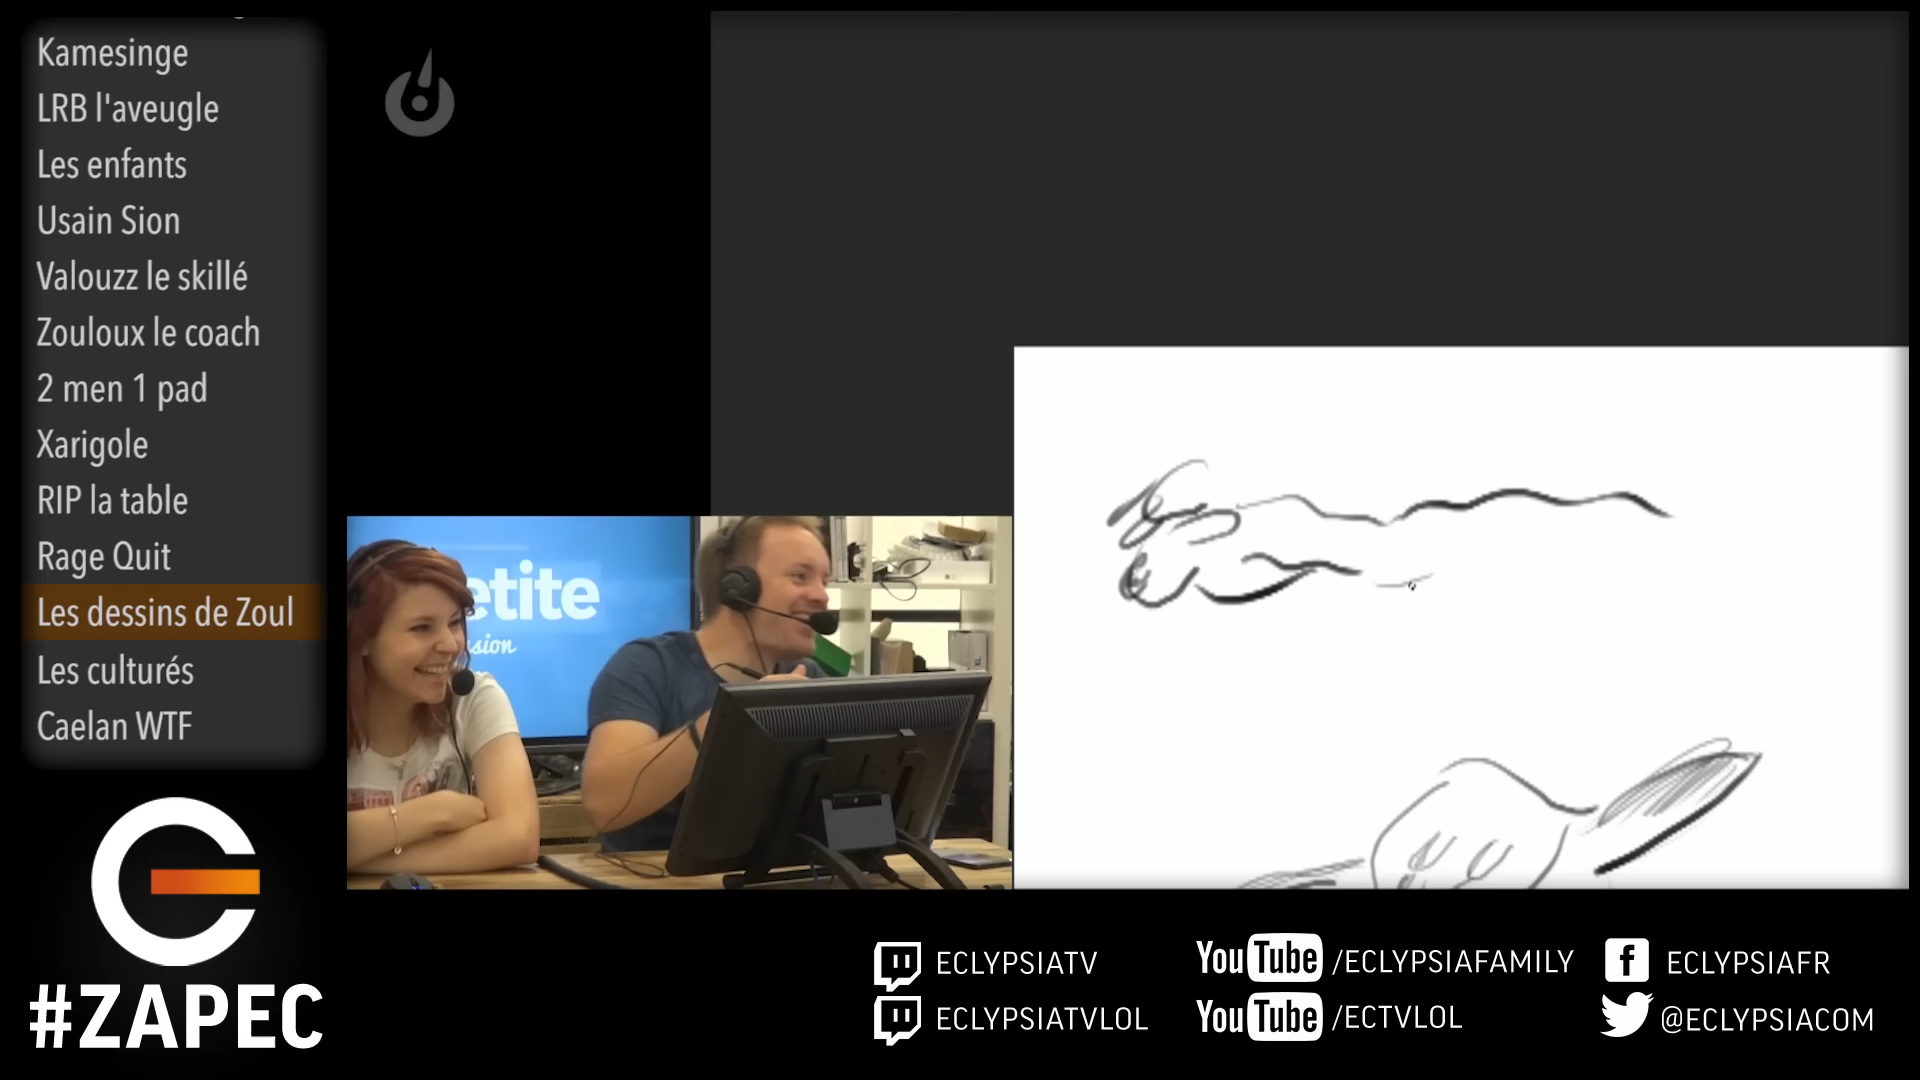 Kamesinge
LRB l'aveugle
Les enfants
Usain Sion
Valouzz le skillé
Zouloux le coach
2 men 1 pad
Xarigole
RIP la table
Rage Quit
Les dessins de Zoul
Les culturés
Caelan WTF
#ZAPEC
etite
sion
ECLYPSIATV
ECLYPSIATVLOL
YouTube /ECLYPSIAFAMILY
YouTube /ECTVLOL
f ECLYPSIAFR
@ECLYPSIACOM